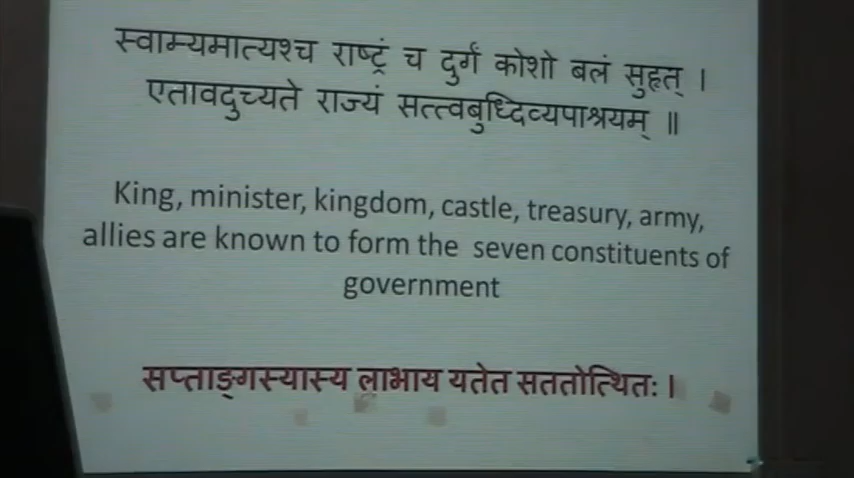 स्वाम्यमात्यश्च राष्ट्रं च दुर्गं कोशो बलं सुहृत् ।
एतावदुच्यते राज्यं सत्त्वबुध्दिव्यपाश्रयम् ॥
King, minister, kingdom, castle, treasury, army,
allies are known to form the seven constituents of
government
सप्ताङ्गस्यास्य लाभाय यतेत सततोत्थितः ।